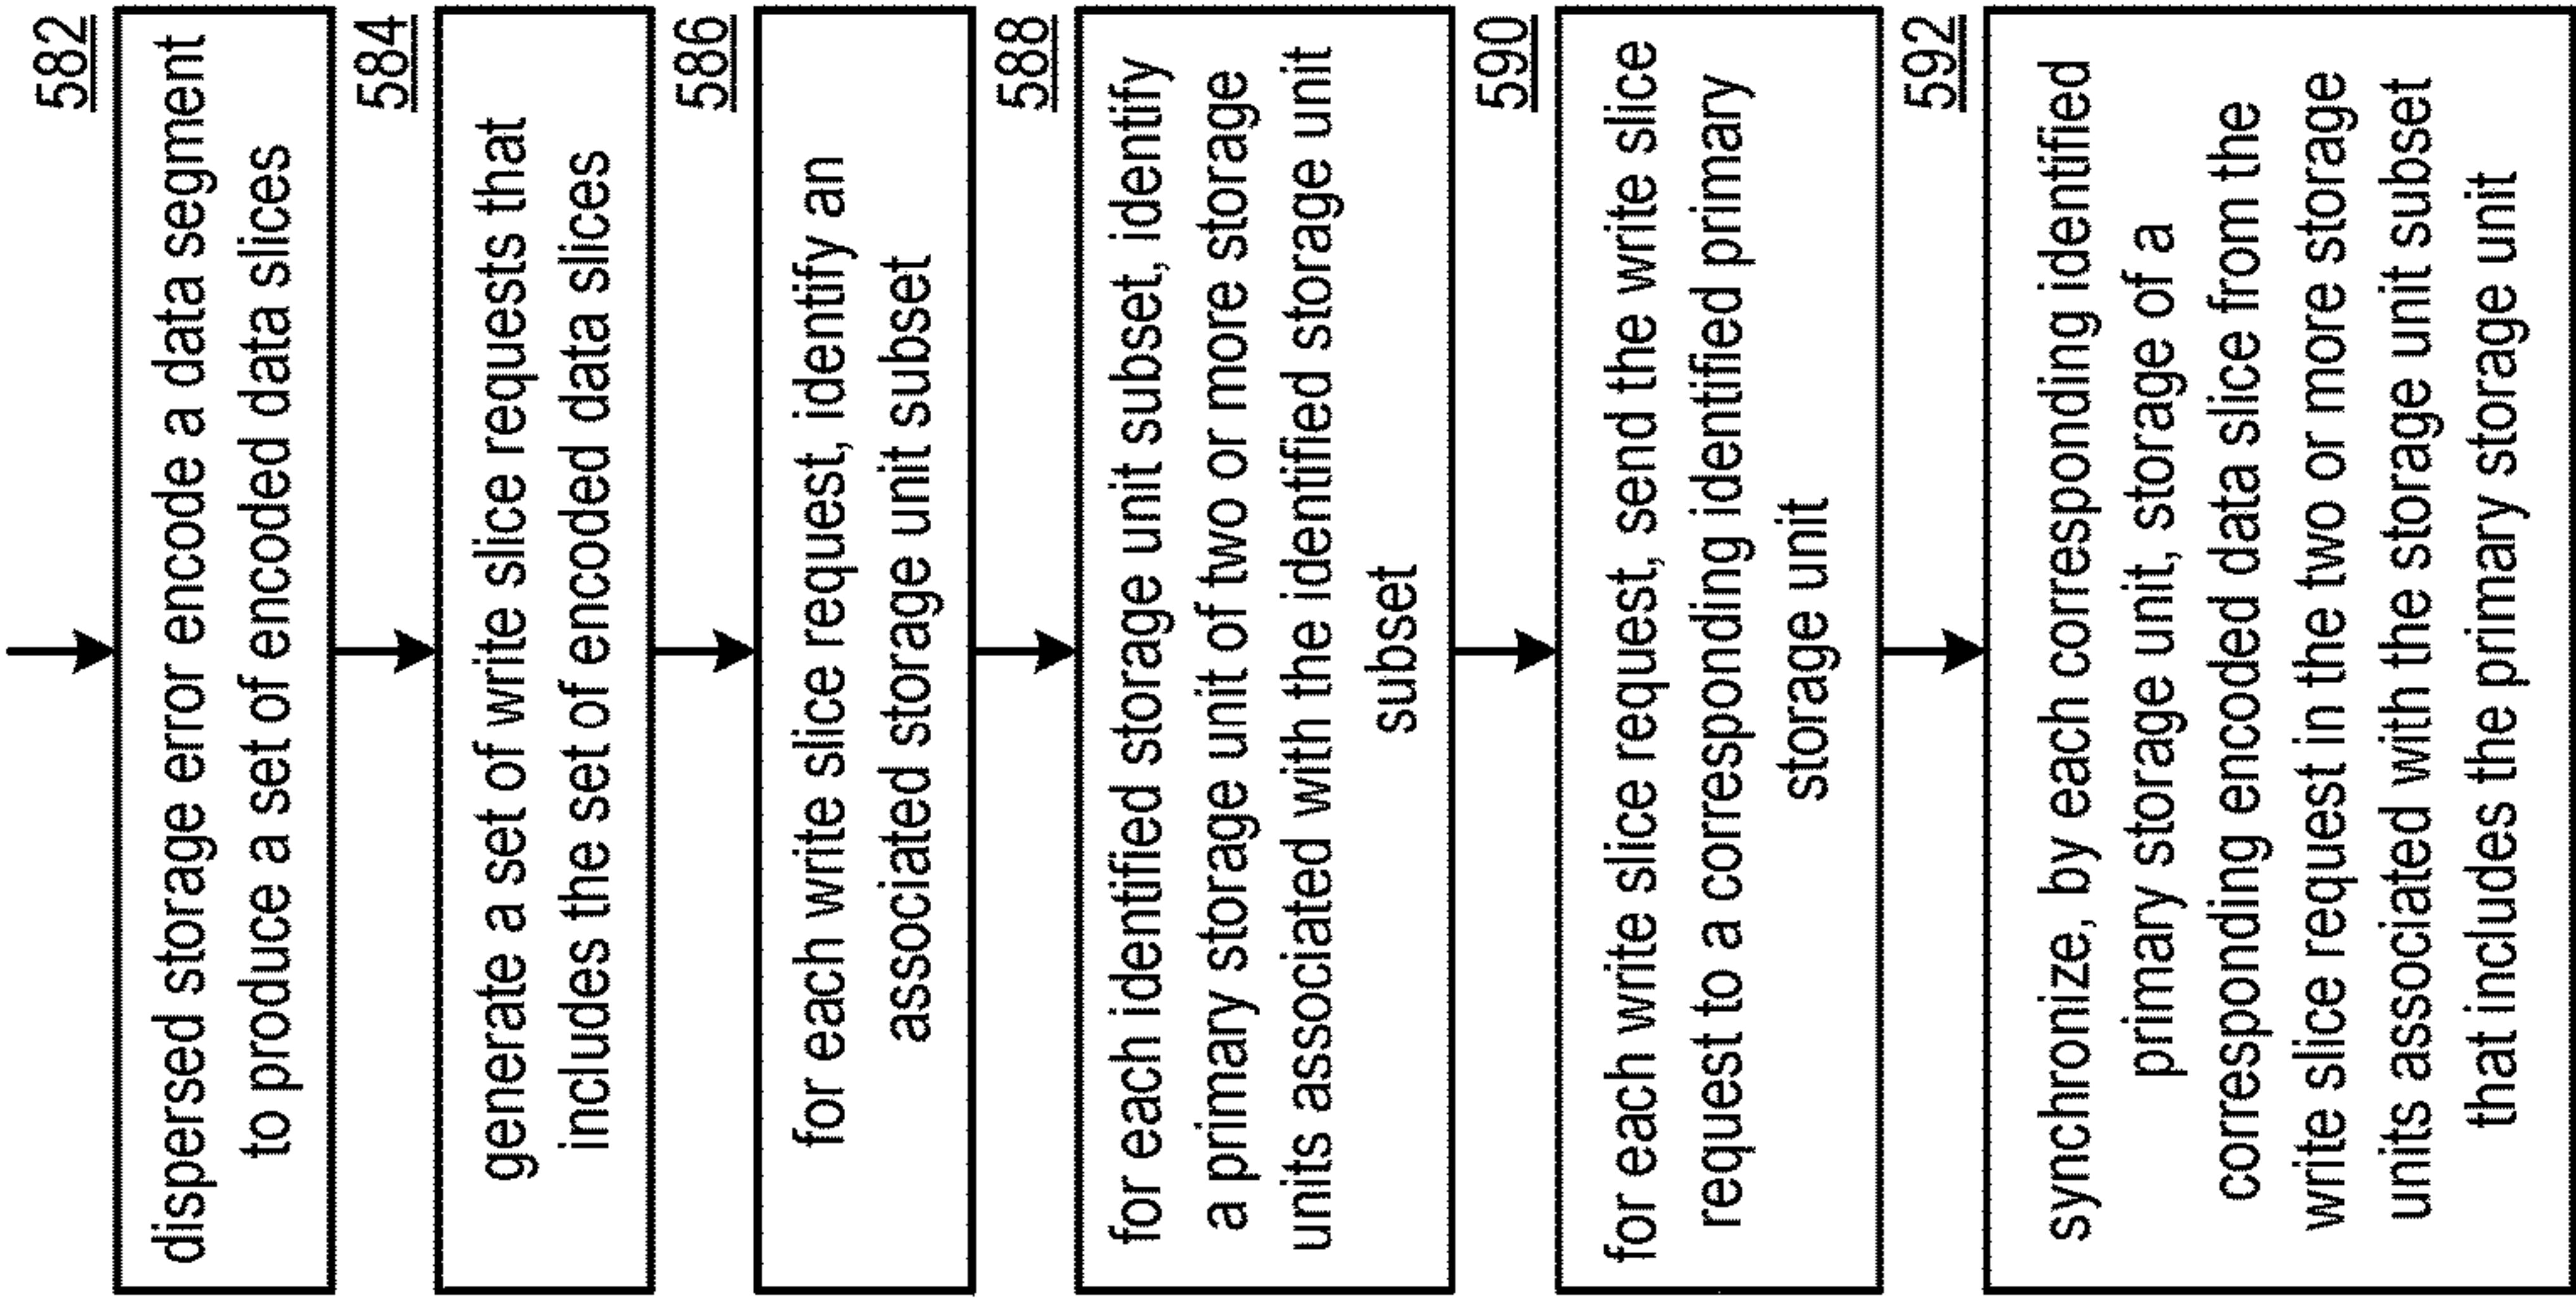 582
dispersed storage error encode a data segment
to produce a set of encoded data slices
584
generate a set of write slice requests that
includes the set of encoded data slices
586
for each write slice request, identify an
associated storage unit subset
588
for each identified storage unit subset, identify
a primary storage unit of two or more storage
units associated with the identified storage unit
subset
590
for each write slice request, send the write slice
request to a corresponding identified primary
storage unit
592
synchronize, by each corresponding identified
primary storage unit, storage of a
corresponding encoded data slice from the
write slice request in the two or more storage
units associated with the storage unit subset
that includes the primary storage unit